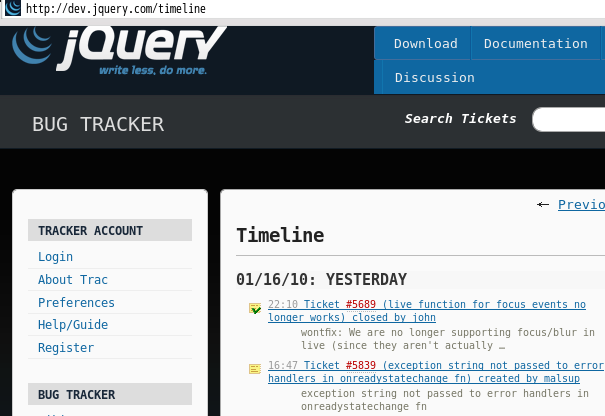 http://dev.jquery.com/timeline
jQuery
write less, do more.
Download
Documentation
Discussion
BUG TRACKER
Search Tickets
TRACKER ACCOUNT
Login
About Trac
Preferences
Help/Guide
Register
BUG TRACKER
← Previo
Timeline
01/16/10: YESTERDAY
22:10 Ticket #5689 (live function for focus events no
longer works) closed by john
wontfix: We are no longer supporting focus/blur in
live (since they aren't actually …
16:47 Ticket #5839 (exception string not passed to error
handlers in onreadystatechange fn) created by malsup
exception string not passed to error handlers in
onreadystatechange fn